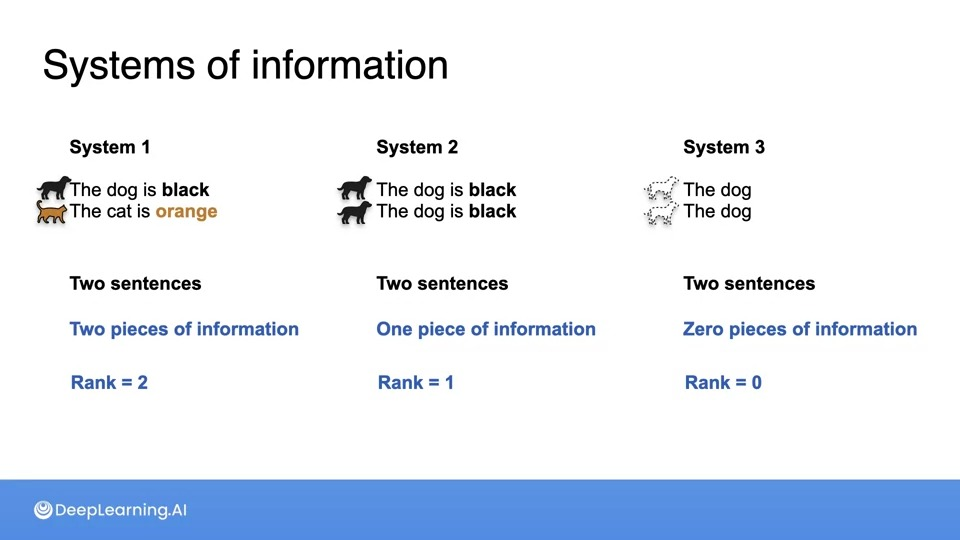 Systems of information
System 1
The dog is black
The cat is orange
Two sentences
Two pieces of information
Rank = 2
System 2
The dog is black
The dog is black
Two sentences
One piece of information
Rank = 1
System 3
The dog
The dog
Two sentences
Zero pieces of information
Rank = 0
DeepLearning.AI